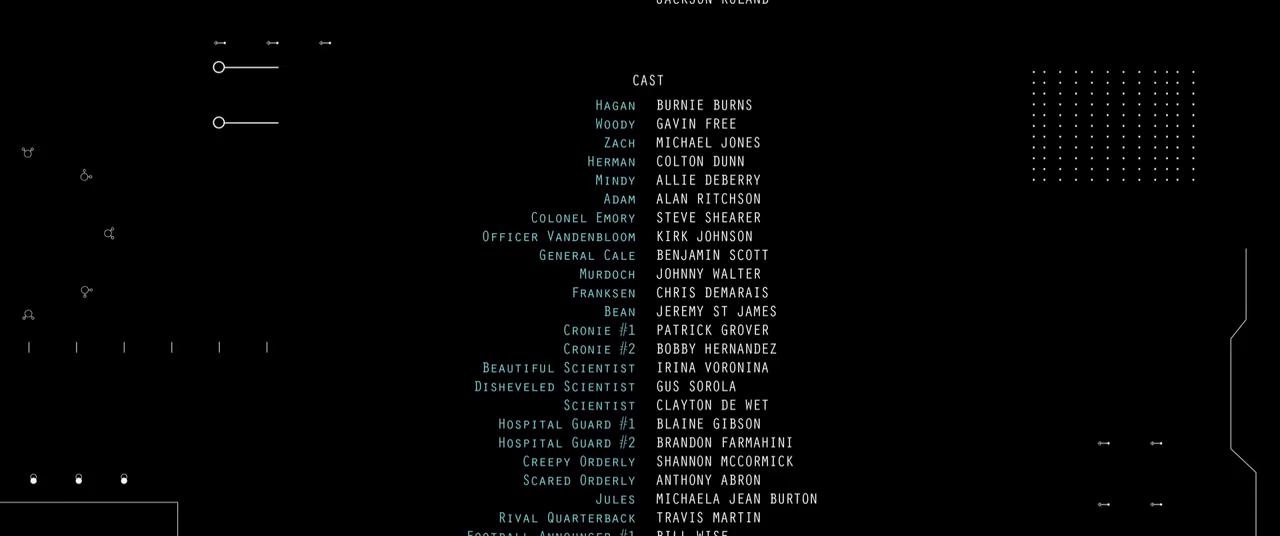 JACKSON ROLAND
CAST
HAGAN BURNIE BURNS
WOODY GAVIN FREE
ZACH MICHAEL JONES
HERMAN COLTON DUNN
MINDY ALLIE DEBERRY
ADAM ALAN RITCHSON
COLONEL EMORY STEVE SHEARER
OFFICER VANDENBLOOM KIRK JOHNSON
GENERAL CALE BENJAMIN SCOTT
MURDOCH JOHNNY WALTER
FRANKSEN CHRIS DEMARAIS
BEAN JEREMY ST JAMES
CRONIE #1 PATRICK GROVER
CRONIE #2 BOBBY HERNANDEZ
BEAUTIFUL SCIENTIST IRINA VORONINA
DISHEVELED SCIENTIST GUS SOROLA
SCIENTIST CLAYTON DE WET
HOSPITAL GUARD #1 BLAINE GIBSON
HOSPITAL GUARD #2 BRANDON FARMAHINI
CREEPY ORDERLY SHANNON MCCORMICK
SCARED ORDERLY ANTHONY ABRON
JULES MICHAELA JEAN BURTON
RIVAL QUARTERBACK TRAVIS MARTIN
FOOTBALL ANNOUNCER #1 BILL WISE